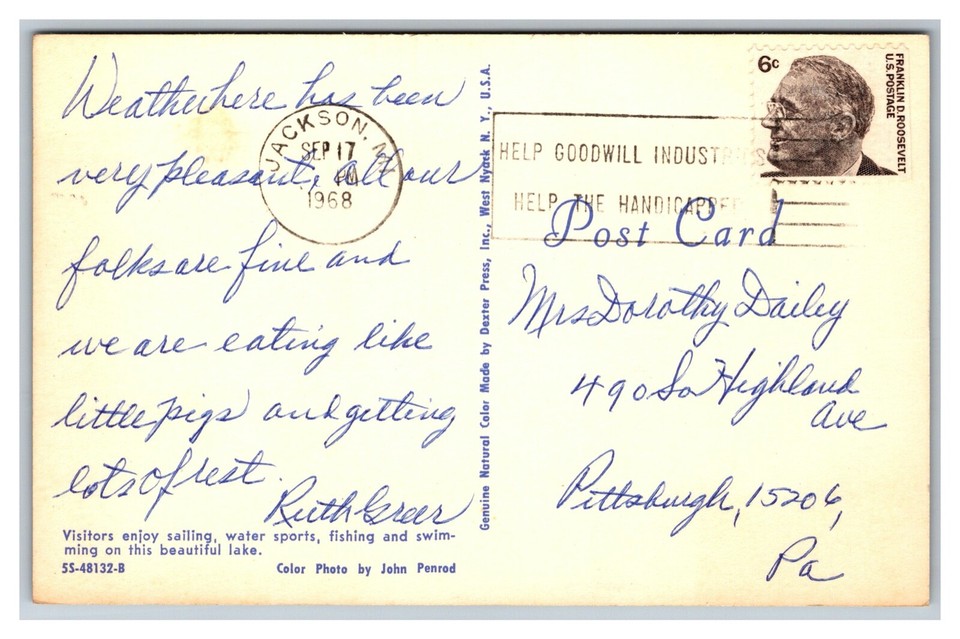 Weather here has been
very pleasant, all our
folks are fine and
we are eating like
little pigs and getting
lots of rest.
Ruth Greer
Visitors enjoy sailing, water sports, fishing and swim-
ming on this beautiful lake.
5S-48132-B Color Photo by John Penrod
JACKSON, M
SEP 17
PM
1968
Genuine Natural Color Made by Dexter Press, Inc., West Nyack N. Y., U.S.A.
HELP GOODWILL INDUSTRIES
HELP THE HANDICAPPED
6c
FRANKLIN D. ROOSEVELT
U.S. POSTAGE
Post Card
Mrs Dorothy Dailey
490 So Highland
Ave
Pittsburgh, 15206,
Pa